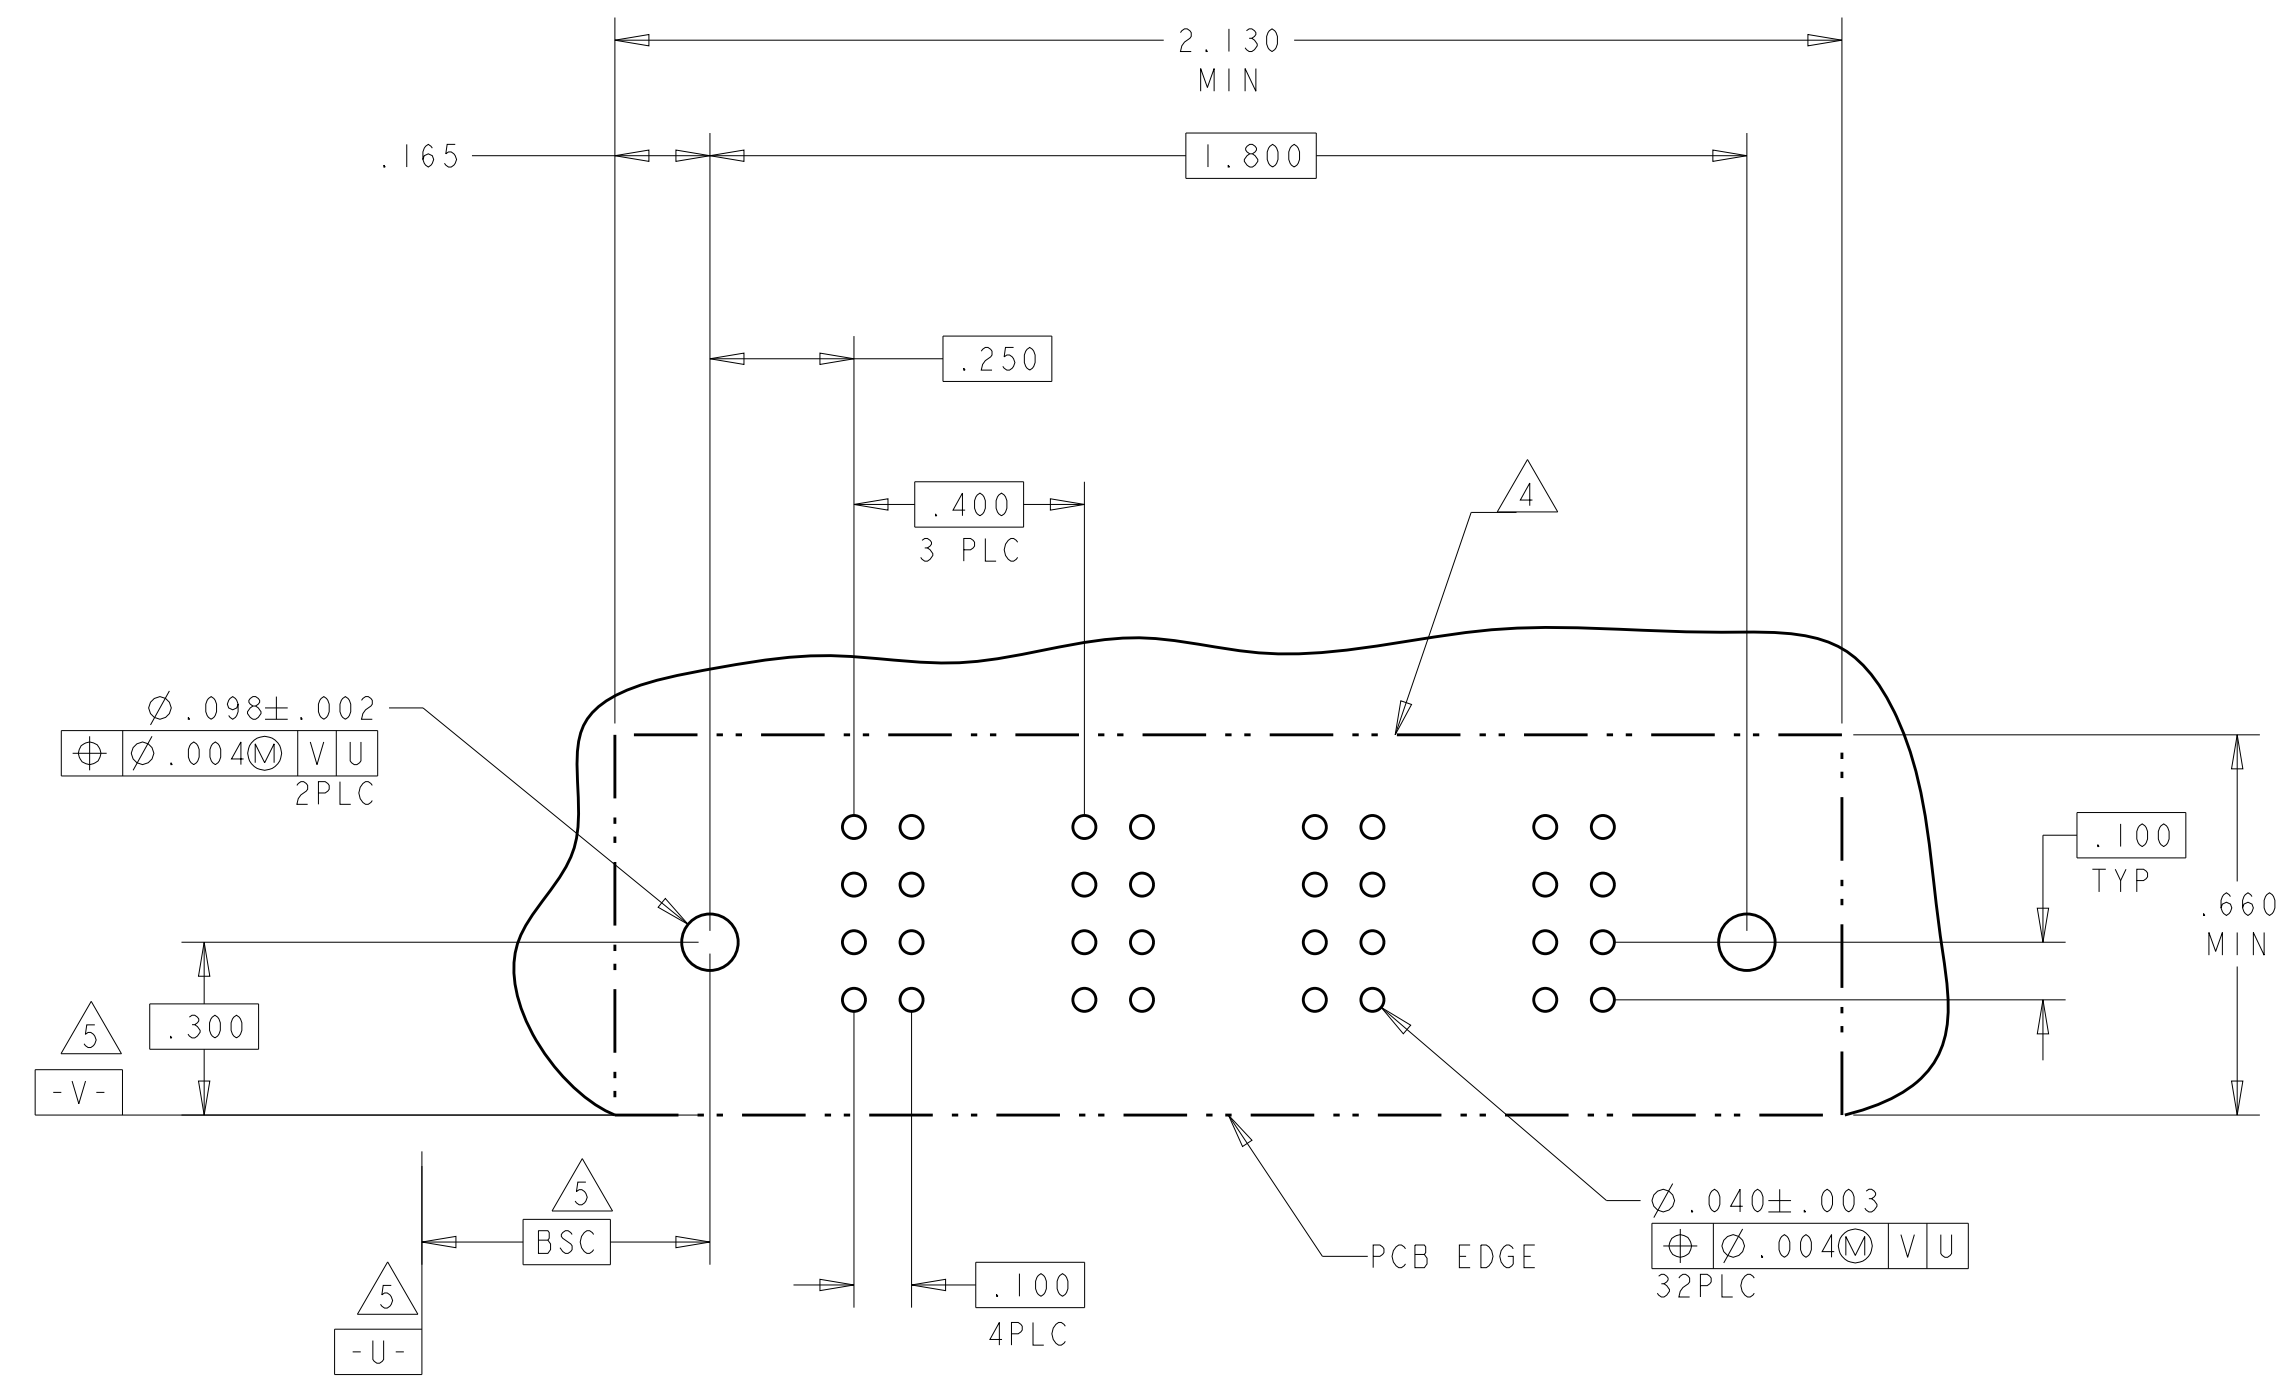 2.130
MIN
.165
1.800
.250
.400
3 PLC
4
Ø.098±.002
⌖ Ø.004Ⓜ V U
2PLC
.100
TYP
.660
MIN
.300
5
-V-
5
BSC
Ø.040±.003
⌖ Ø.004Ⓜ V U
32PLC
PCB EDGE
.100
4PLC
5
-U-